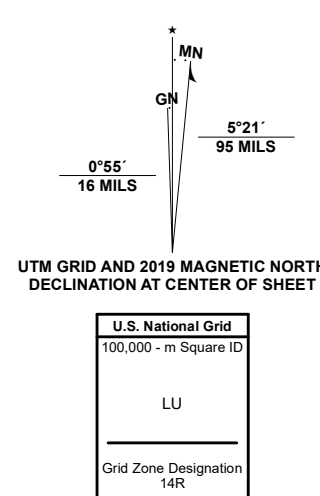 ★
MN
GN
5°21´
95 MILS
0°55´
16 MILS
UTM GRID AND 2019 MAGNETIC NORTH
DECLINATION AT CENTER OF SHEET
U.S. National Grid
100,000 - m Square ID
LU
Grid Zone Designation
14R